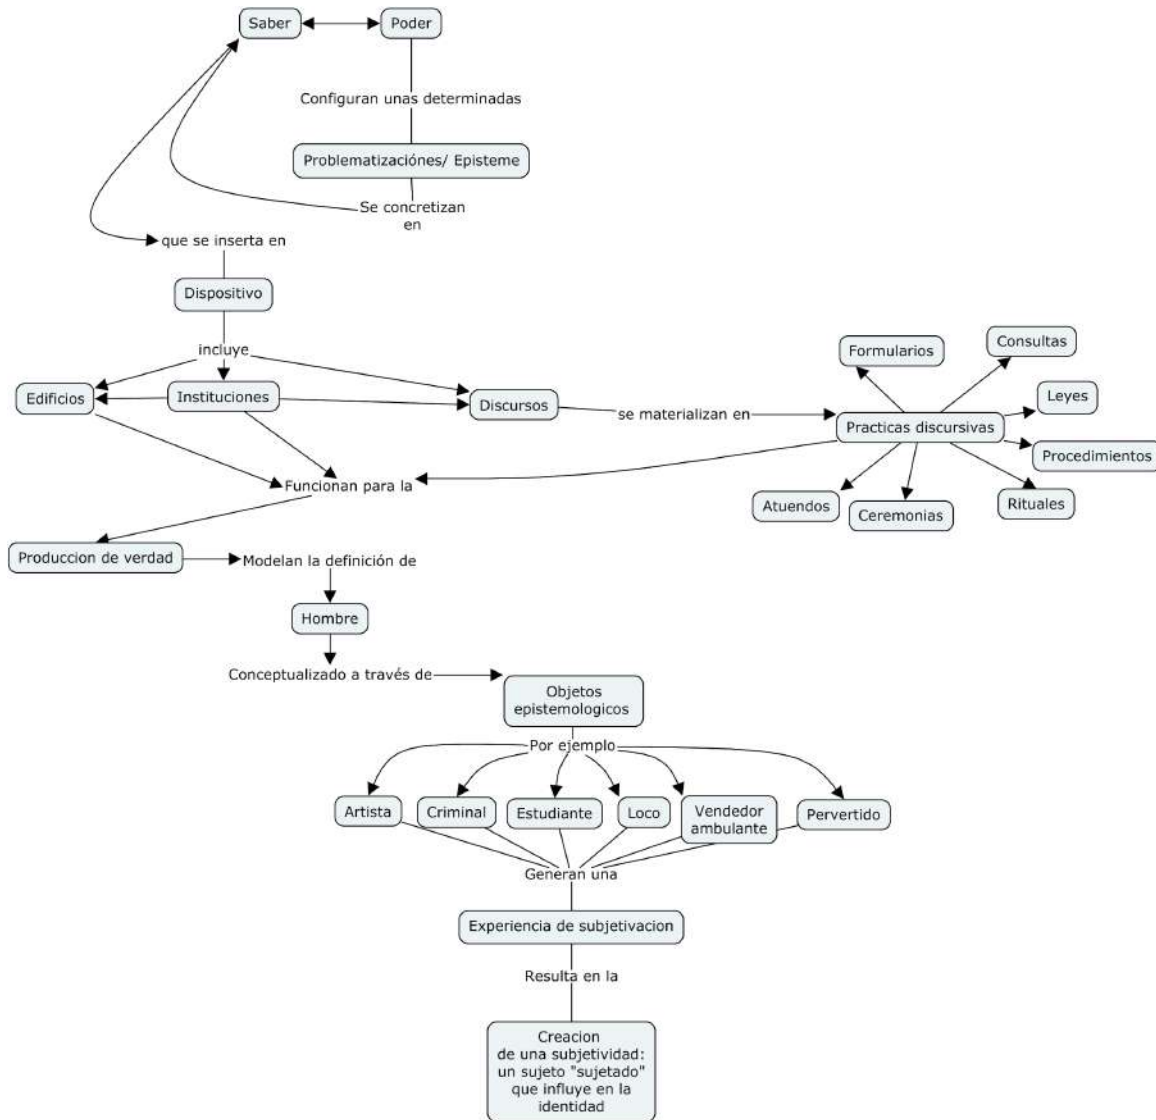 Saber
Poder
Configuran unas determinadas
Problematizaciónes/ Episteme
Se concretizan
en
que se inserta en
Dispositivo
incluye
Edificios
Instituciones
Discursos
se materializan en
Formularios
Consultas
Leyes
Practicas discursivas
Procedimientos
Atuendos
Ceremonias
Rituales
Funcionan para la
Produccion de verdad
Modelan la definición de
Hombre
Conceptualizado a través de
Objetos
epistemologicos
Por ejemplo
Artista
Criminal
Estudiante
Loco
Vendedor
ambulante
Pervertido
Generan una
Experiencia de subjetivacion
Resulta en la
Creacion
de una subjetividad:
un sujeto "sujetado"
que influye en la
identidad